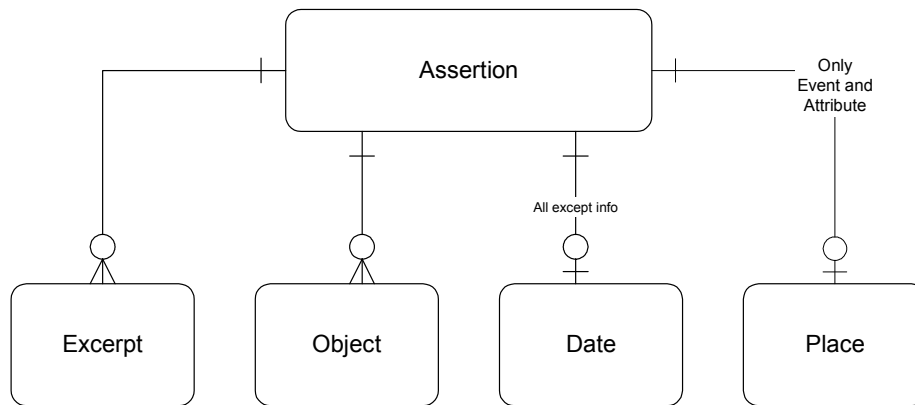 Assertion
Only
Event and
Attribute
All except info
Excerpt
Object
Date
Place